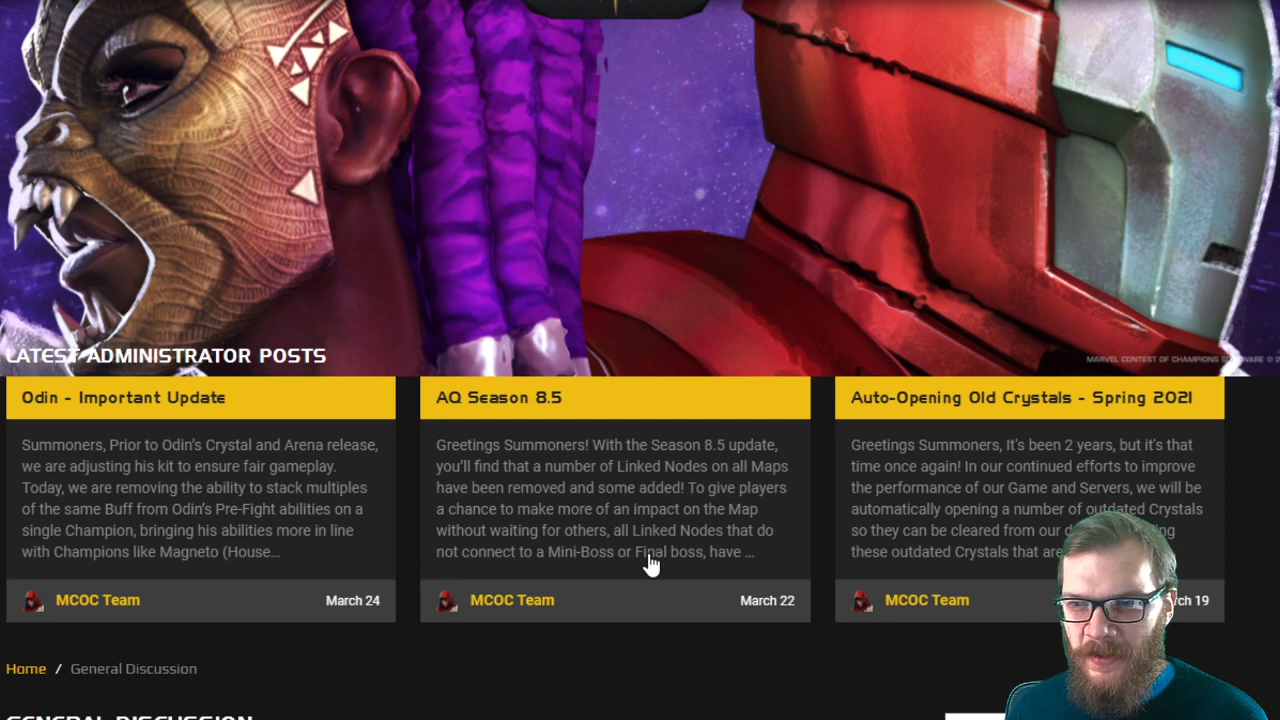 MARVEL CONTEST OF CHAMPIONS
LATEST ADMINISTRATOR POSTS
Odin - Important Update
Summoners, Prior to Odin's Crystal and Arena release,
we are adjusting his kit to ensure fair gameplay.
Today, we are removing the ability to stack multiples
of the same Buff from Odin's Pre-Fight abilities on a
single Champion, bringing his abilities more in line
with Champions like Magneto (House...
MCOC Team
March 24
AQ Season 8.5
Greetings Summoners! With the Season 8.5 update,
you'll find that a number of Linked Nodes on all Maps
have been removed and some added! To give players
a chance to make more of an impact on the Map
without waiting for others, all Linked Nodes that do
not connect to a Mini-Boss or Final boss, have ...
MCOC Team
March 22
Auto-Opening Old Crystals - Spring 2021
Greetings Summoners, It's been 2 years, but it's that
time once again! In our continued efforts to improve
the performance of our Game and Servers, we will be
automatically opening a number of outdated Crystals
so they can be cleared from our
these outdated Crystals that are
MCOC Team
19
Home / General Discussion
GENERAL DISCUSSION